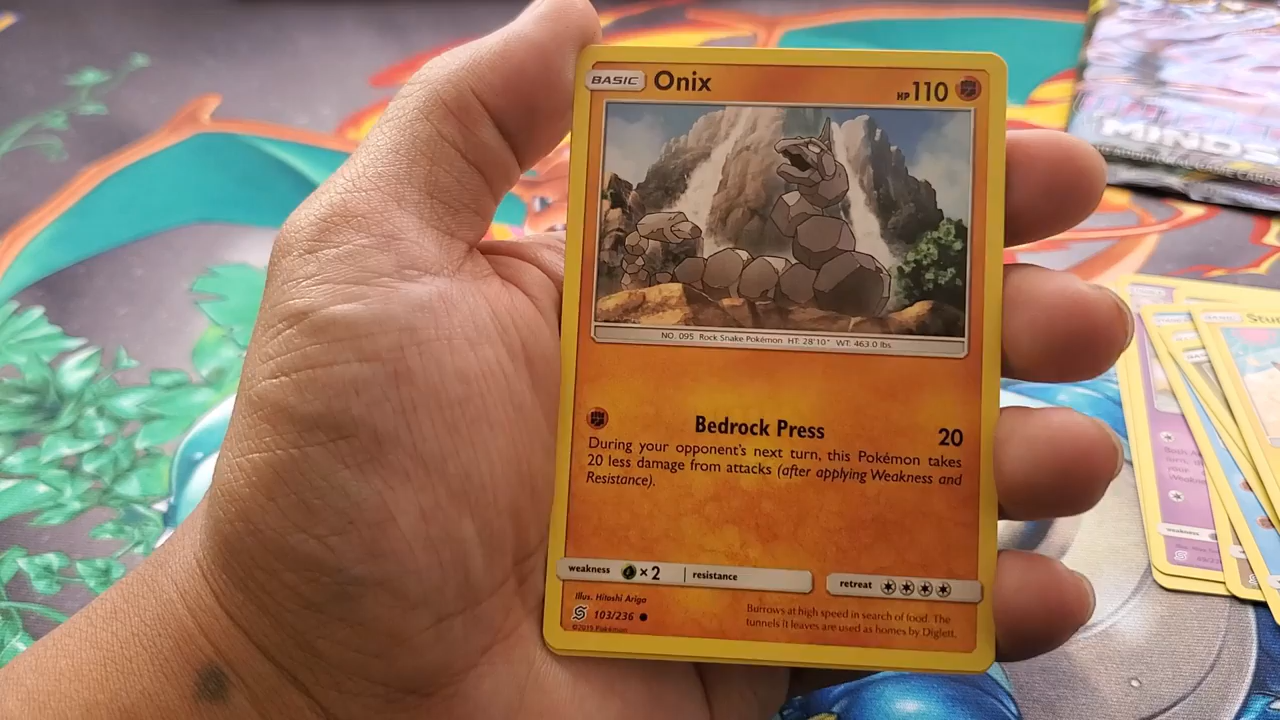 BASIC Onix HP 110
NO. 095 Rock Snake Pokémon HT: 28'10" WT: 463.0 lbs
Bedrock Press 20
During your opponent's next turn, this Pokémon takes
20 less damage from attacks (after applying Weakness and
Resistance).
weakness ×2 resistance retreat
Illus. Hitoshi Ariga
103/236
©2019 Pokémon
Burrows at high speed in search of food. The
tunnels it leaves are used as homes by Diglett.
MINDS
weakness